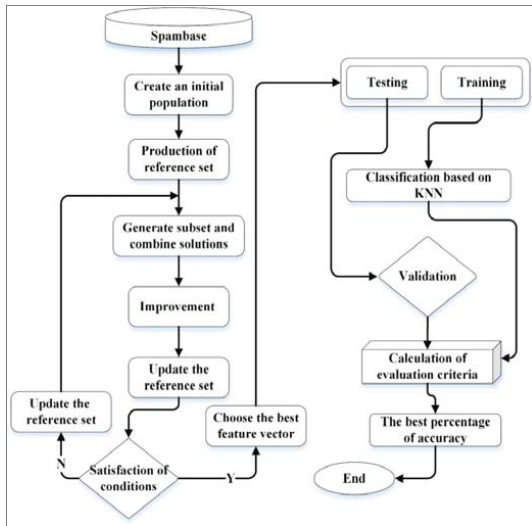 Spambase
Create an initial
population
Production of
reference set
Generate subset and
combine solutions
Improvement
Update the
reference set
Update the
reference set
N
Satisfaction of
conditions
Y
Choose the best
feature vector
Testing
Training
Classification based on
KNN
Validation
Calculation of
evaluation criteria
The best percentage
of accuracy
End